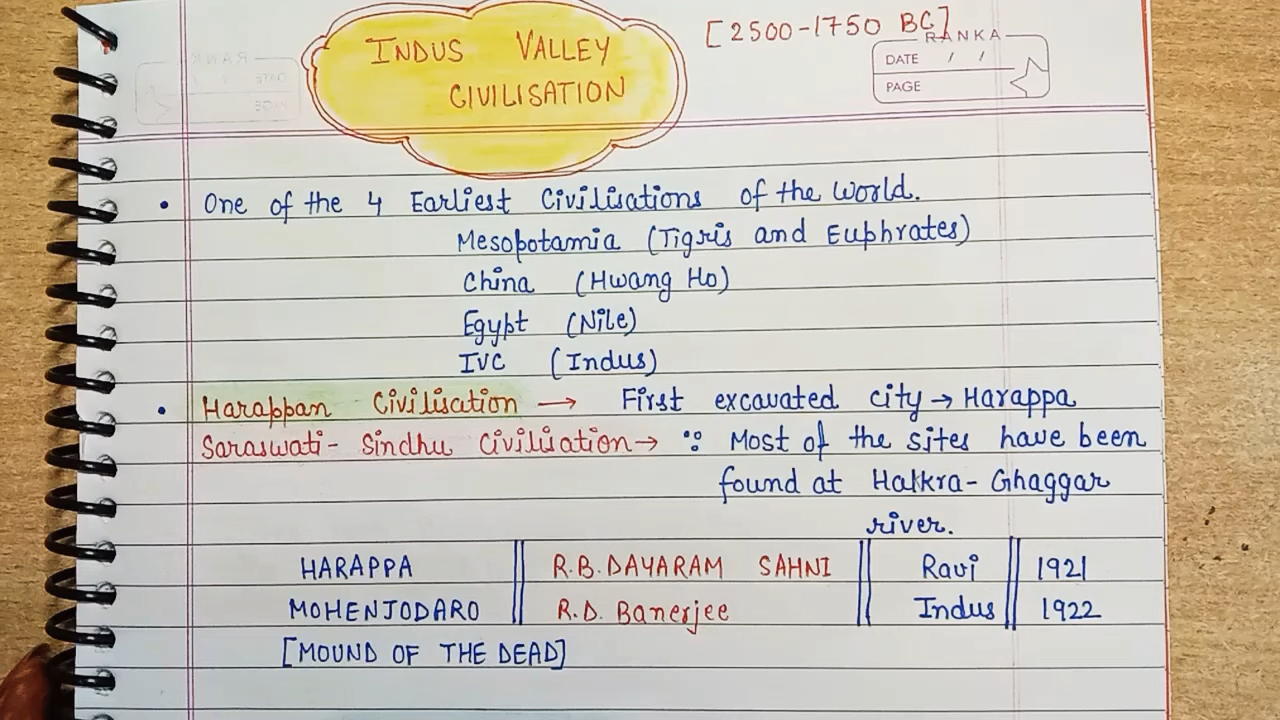 [2500-1750 BC]
INDUS VALLEY
CIVILISATION
RANKA
DATE / /
PAGE
• One of the 4 Earliest Civilisations of the World.
Mesopotamia (Tigris and Euphrates)
China (Hwang Ho)
Egypt (Nile)
IVC (Indus)
• Harappan Civilisation → First excavated city → Harappa
Saraswati- Sindhu Civilisation → ∵ Most of the sites have been
found at Hakra- Ghaggar
river.
HARAPPA || R.B. DAYARAM SAHNI || Ravi || 1921
MOHENJODARO || R.D. Banerjee || Indus || 1922
[MOUND OF THE DEAD]